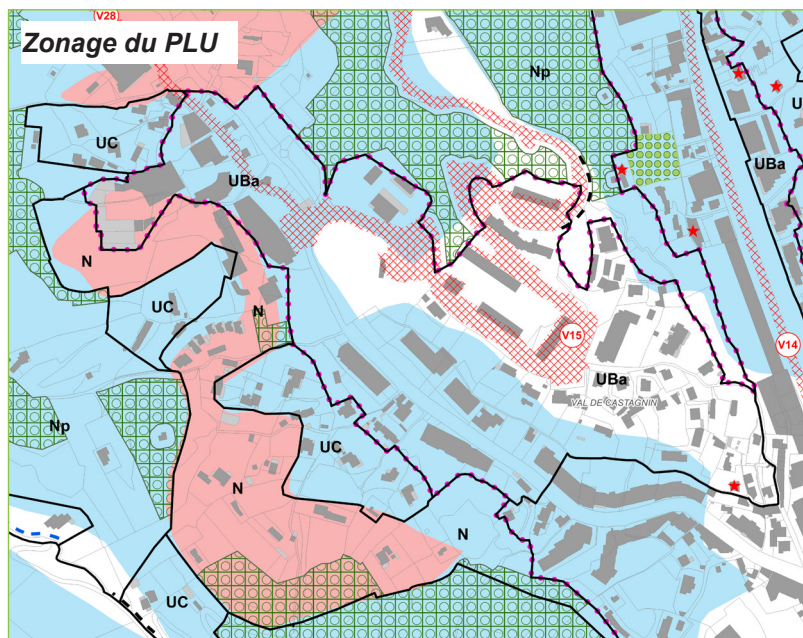 V28
Zonage du PLU
Np
UC
UBa
U
UBa
N
UC
N
V15
V14
UBa
VAL DE CASTAGNIN
Np
UC
N
N
UC